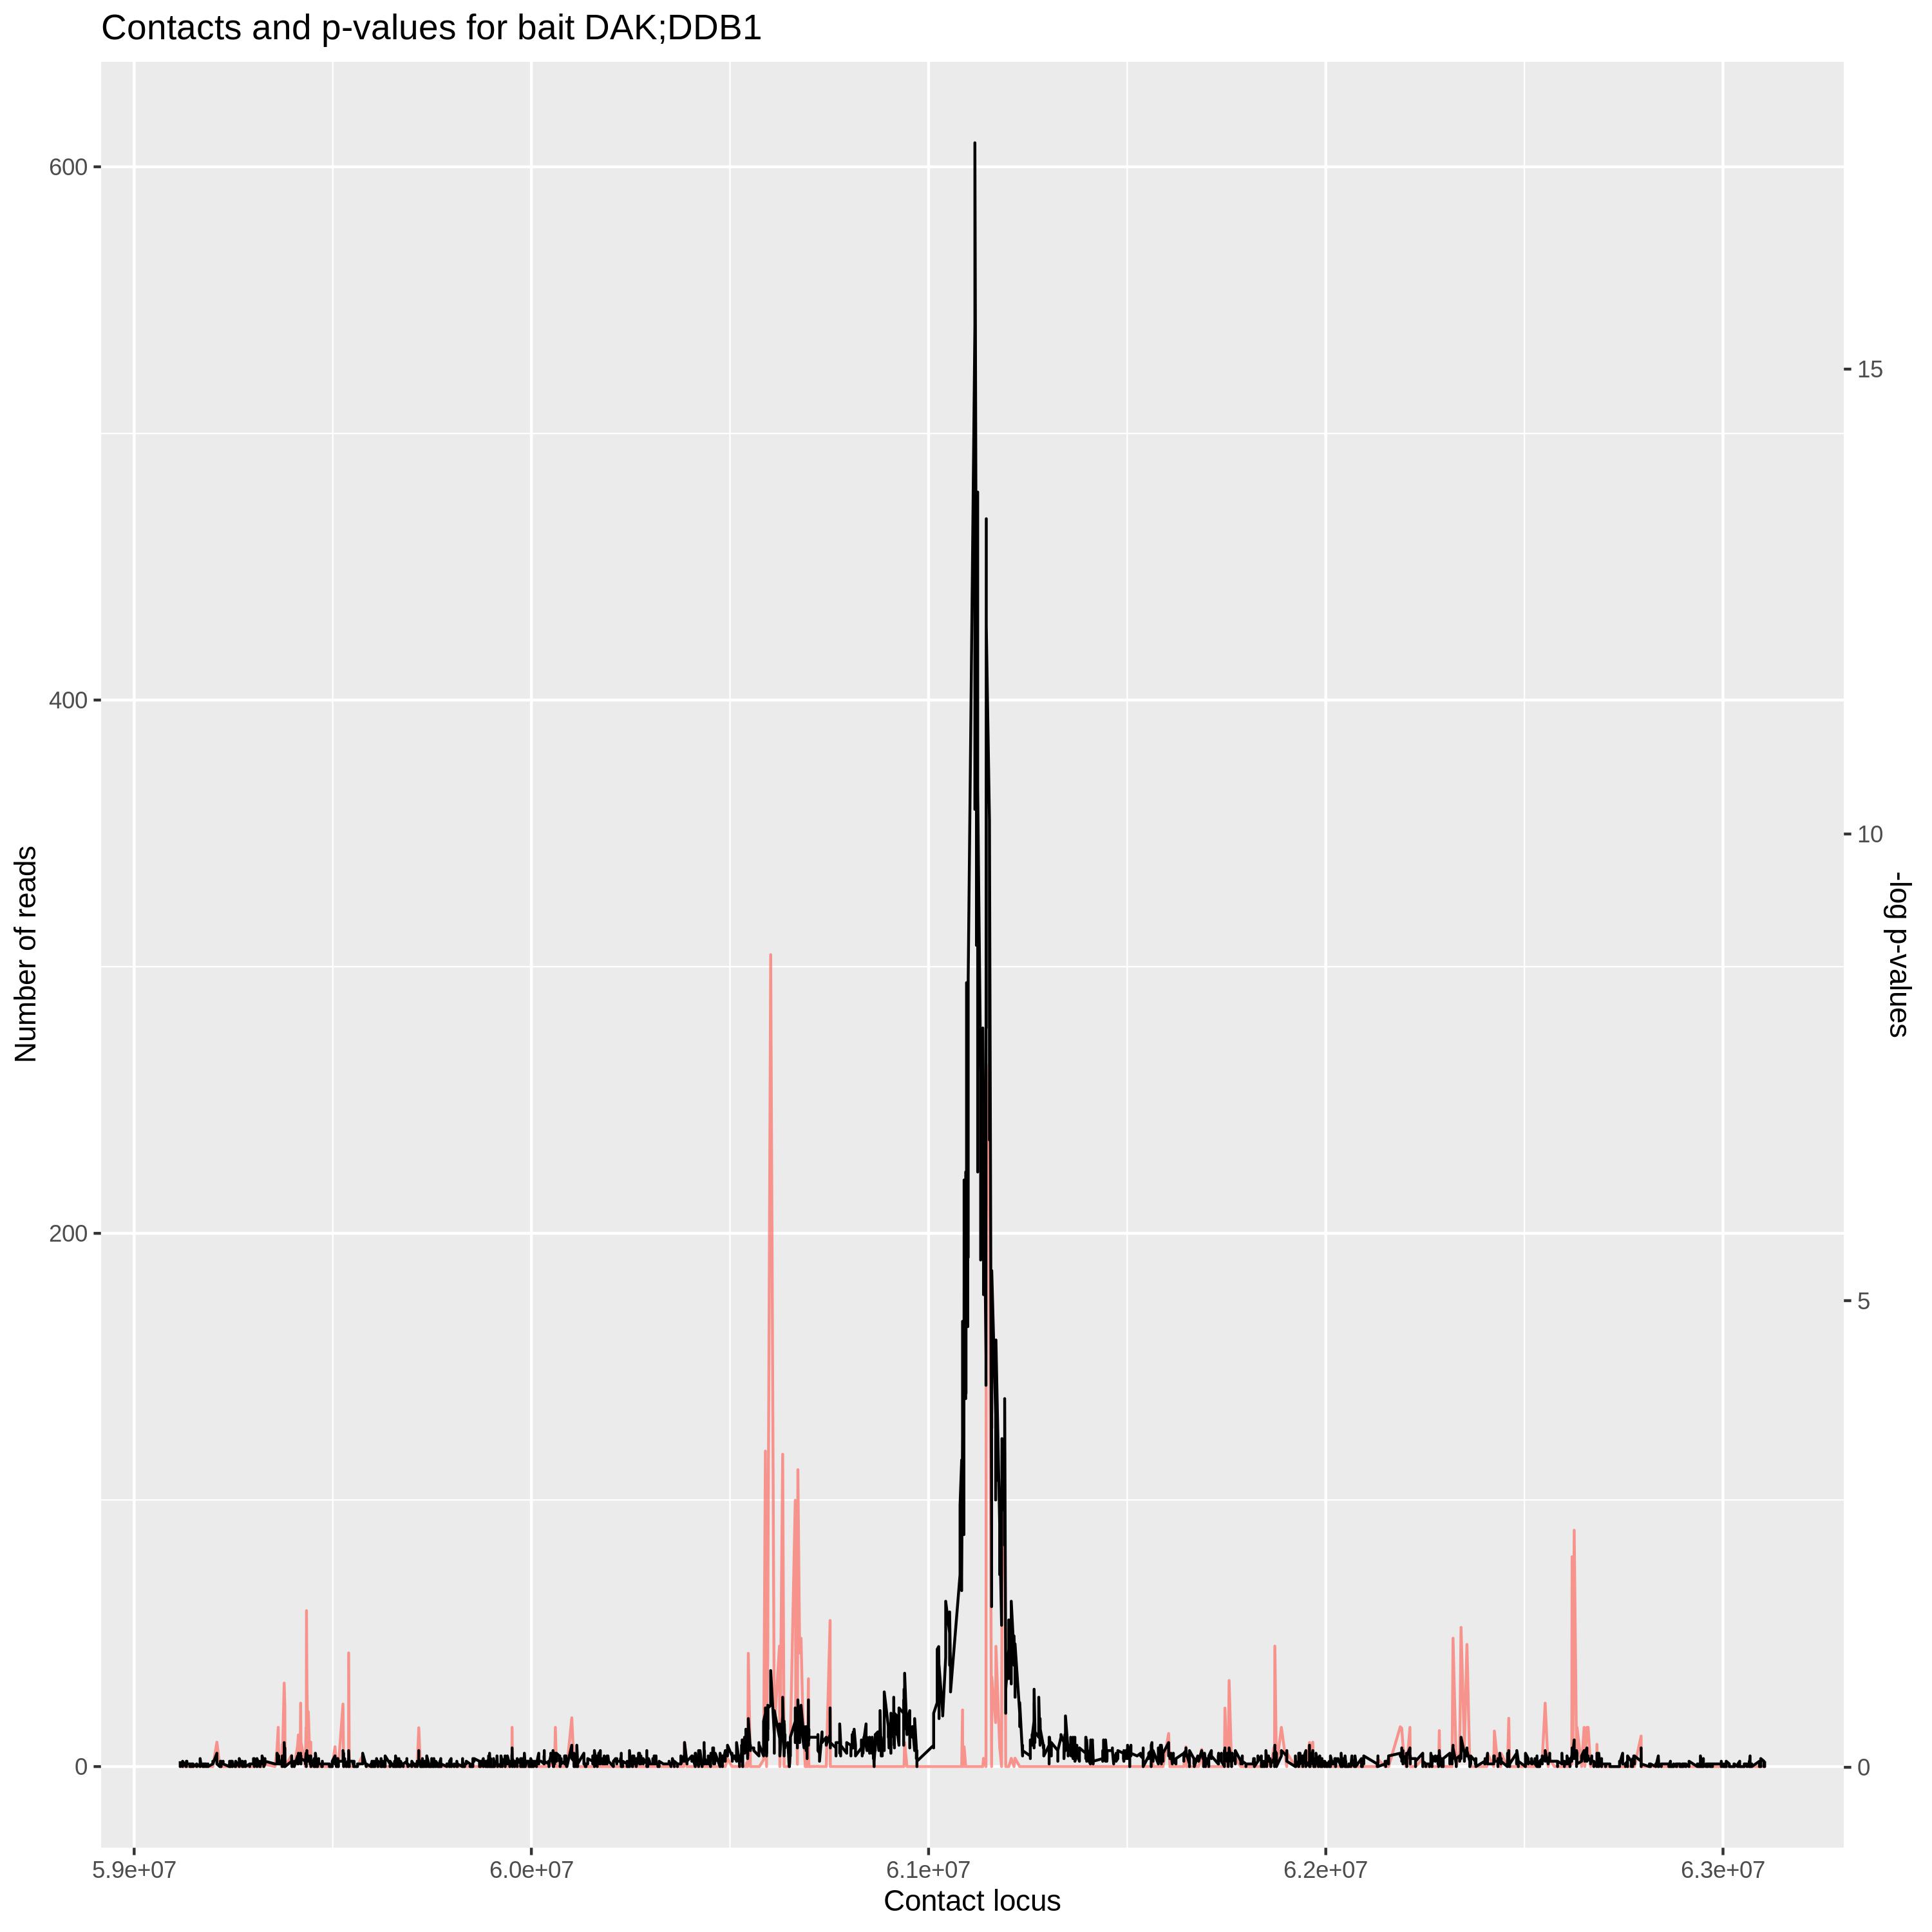 Contacts and p-values for bait DAK;DDB1
600
400
200
0
Number of reads
15
10
5
0
-log p-values
5.9e+07 6.0e+07 6.1e+07 6.2e+07 6.3e+07
Contact locus